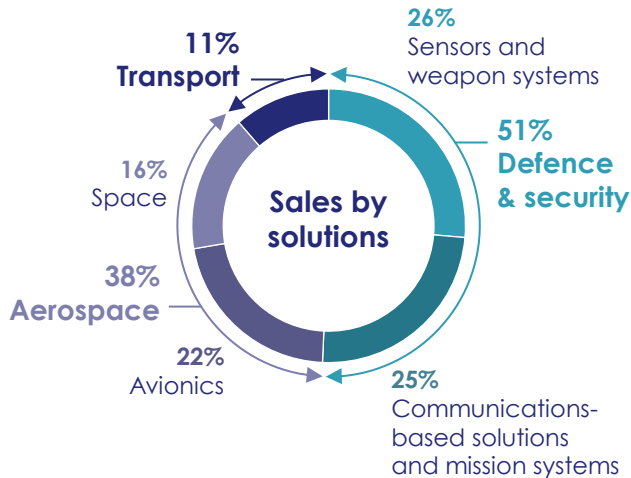 26%
Sensors and
weapon systems
11%
Transport
51%
Defence
& security
16%
Space
Sales by
solutions
38%
Aerospace
22%
Avionics
25%
Communications-
based solutions
and mission systems